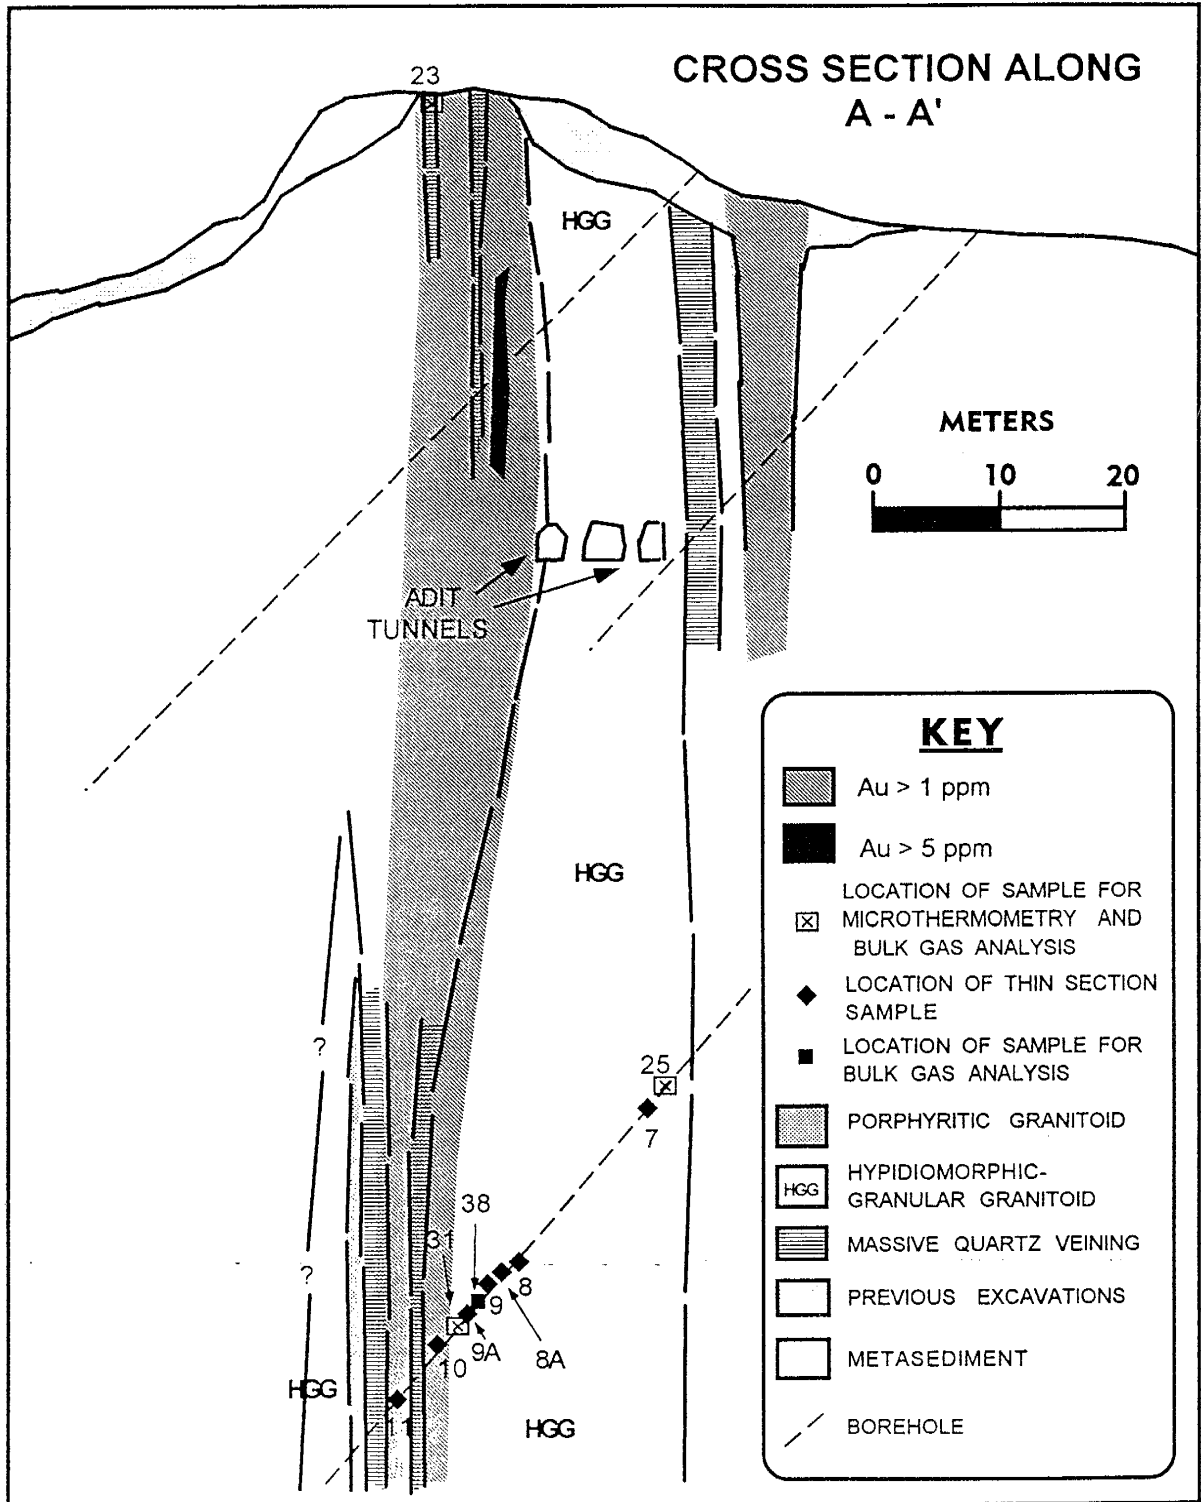 CROSS SECTION ALONG
A - A'
23
HGG
METERS
0 10 20
ADIT
TUNNELS
HGG
?
25
7
38
31
?
8
9
9A
8A
10
HGG
11
HGG
KEY
Au > 1 ppm
Au > 5 ppm
LOCATION OF SAMPLE FOR
MICROTHERMOMETRY AND
BULK GAS ANALYSIS
LOCATION OF THIN SECTION
SAMPLE
LOCATION OF SAMPLE FOR
BULK GAS ANALYSIS
PORPHYRITIC GRANITOID
HGG
HYPIDIOMORPHIC-
GRANULAR GRANITOID
MASSIVE QUARTZ VEINING
PREVIOUS EXCAVATIONS
METASEDIMENT
BOREHOLE